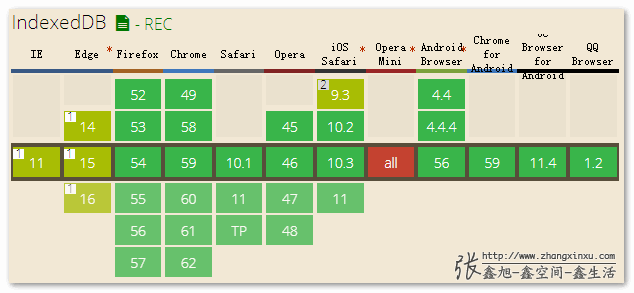 IndexedDB - REC
IE Edge * Firefox Chrome Safari Opera iOS Safari * Opera Mini * Android Browser * Chrome for Android UC Browser for Android QQ Browser
52 49 2 9.3 4.4
1 14 53 58 45 10.2 4.4.4
1 11 1 15 54 59 10.1 46 10.3 all 56 59 11.4 1.2
1 16 55 60 11 47 11
56 61 TP 48
57 62
http://www.zhangxinxu.com
张鑫旭-鑫空间-鑫生活